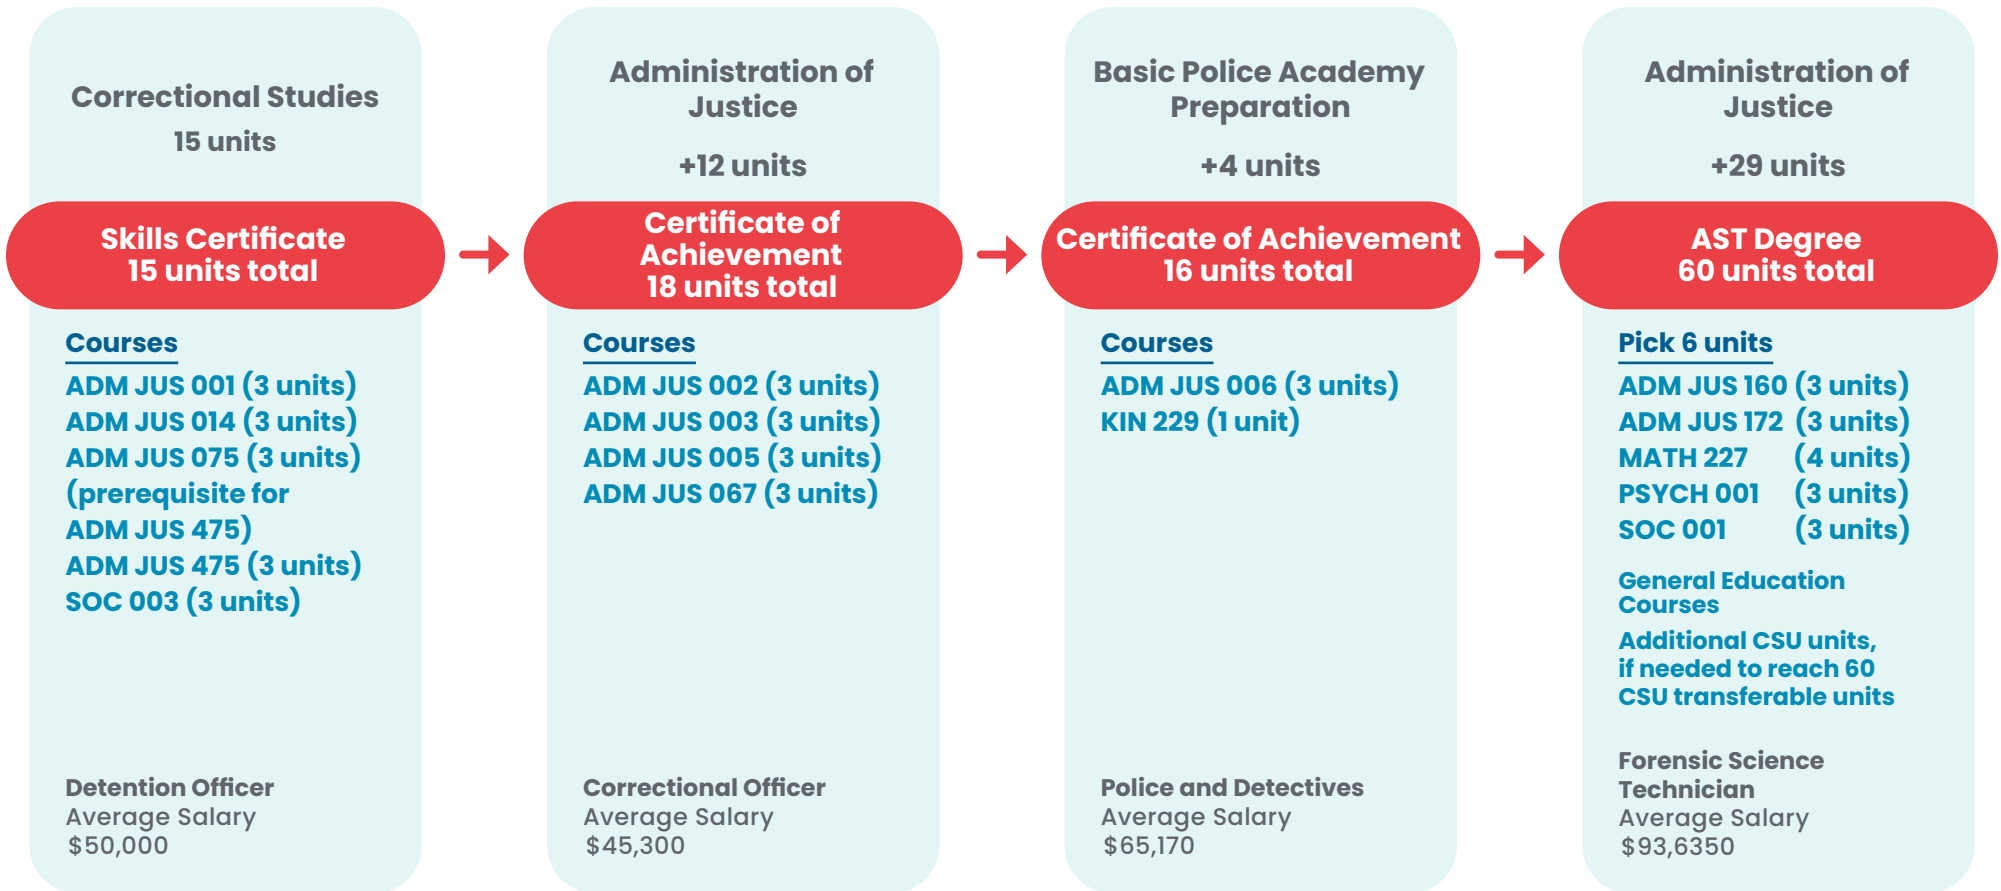 Correctional Studies
15 units
Skills Certificate
15 units total
Courses
ADM JUS 001 (3 units)
ADM JUS 014 (3 units)
ADM JUS 075 (3 units)
(prerequisite for
ADM JUS 475)
ADM JUS 475 (3 units)
SOC 003 (3 units)
Detention Officer
Average Salary
$50,000
Administration of
Justice
+12 units
Certificate of
Achievement
18 units total
Courses
ADM JUS 002 (3 units)
ADM JUS 003 (3 units)
ADM JUS 005 (3 units)
ADM JUS 067 (3 units)
Correctional Officer
Average Salary
$45,300
Basic Police Academy
Preparation
+4 units
Certificate of Achievement
16 units total
Courses
ADM JUS 006 (3 units)
KIN 229 (1 unit)
Police and Detectives
Average Salary
$65,170
Administration of
Justice
+29 units
AST Degree
60 units total
Pick 6 units
ADM JUS 160 (3 units)
ADM JUS 172 (3 units)
MATH 227 (4 units)
PSYCH 001 (3 units)
SOC 001 (3 units)
General Education
Courses
Additional CSU units,
if needed to reach 60
CSU transferable units
Forensic Science
Technician
Average Salary
$93,6350